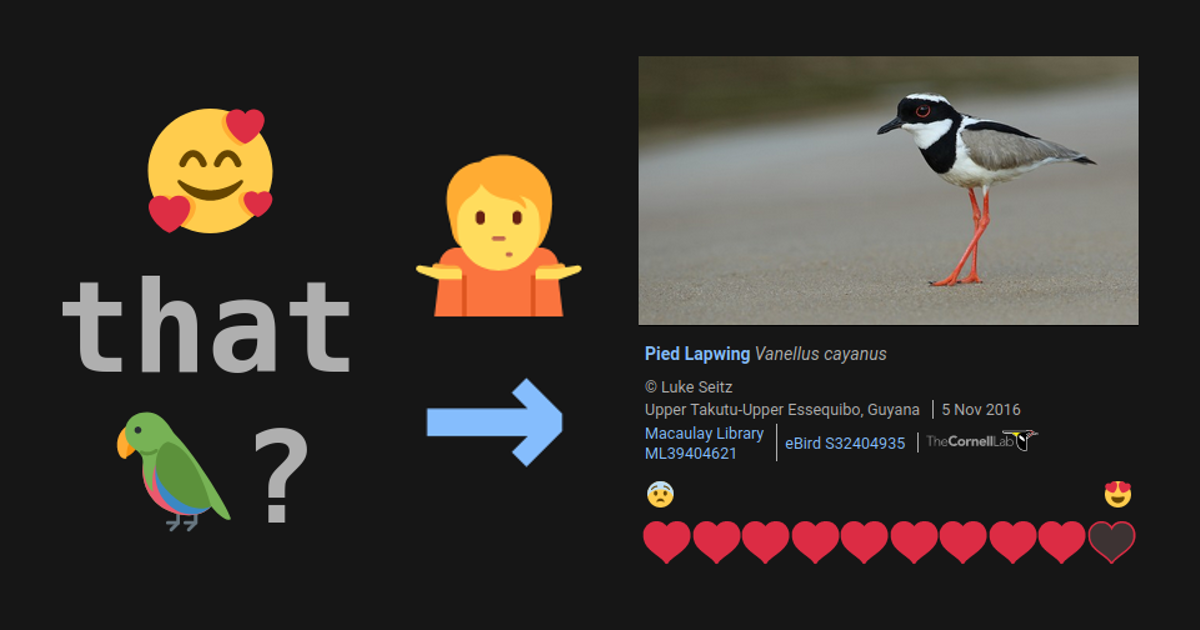 that
?
Pied Lapwing Vanellus cayanus
© Luke Seitz
Upper Takutu-Upper Essequibo, Guyana | 5 Nov 2016
Macaulay Library ML39404621 | eBird S32404935 | TheCornellLab